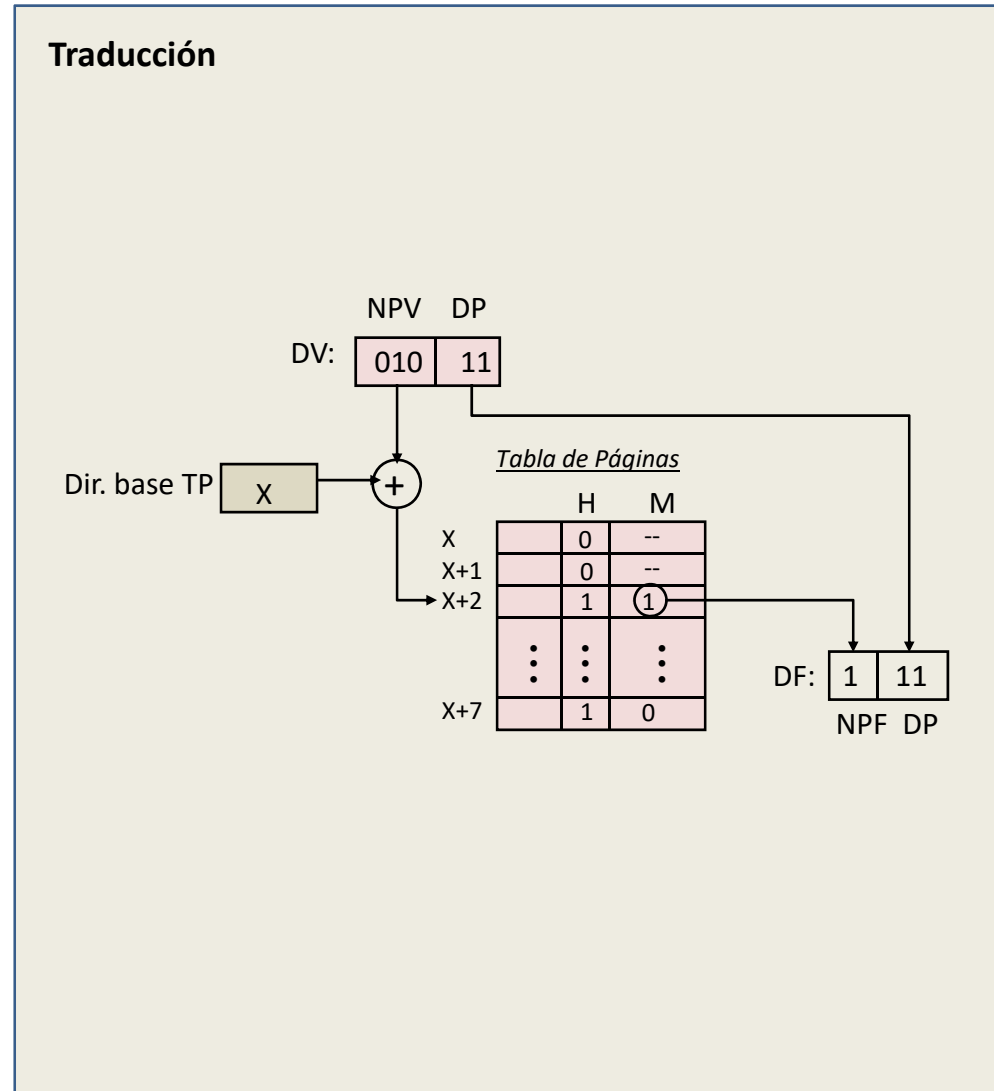 Traducción
NPV DP
DV: 010 11
Tabla de Páginas
Dir. base TP X +
H M
X 0 --
X+1 0 --
X+2 1 1
DF: 1 11
X+7 1 0
NPF DP